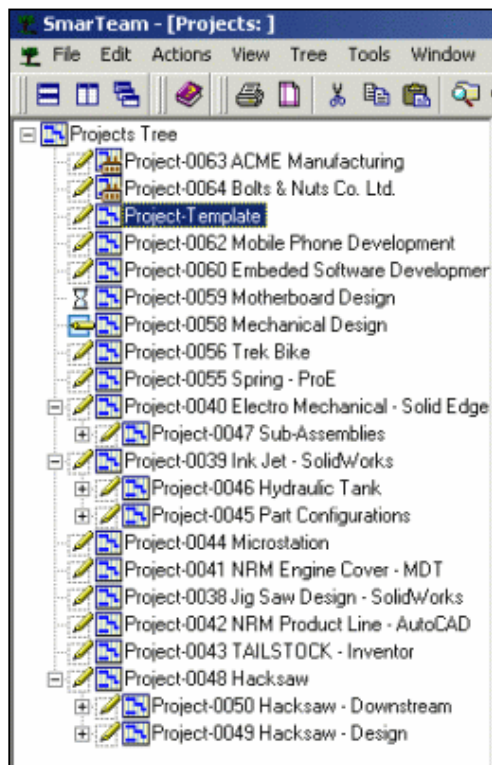 SmarTeam - [Projects: ]
File Edit Actions View Tree Tools Window
Projects Tree
Project-0063 ACME Manufacturing
Project-0064 Bolts & Nuts Co. Ltd.
Project-Template
Project-0062 Mobile Phone Development
Project-0060 Embeded Software Developmer
Project-0059 Motherboard Design
Project-0058 Mechanical Design
Project-0056 Trek Bike
Project-0055 Spring - ProE
Project-0040 Electro Mechanical - Solid Edge
Project-0047 Sub-Assemblies
Project-0039 Ink Jet - SolidWorks
Project-0046 Hydraulic Tank
Project-0045 Part Configurations
Project-0044 Microstation
Project-0041 NRM Engine Cover - MDT
Project-0038 Jig Saw Design - SolidWorks
Project-0042 NRM Product Line - AutoCAD
Project-0043 TAILSTOCK - Inventor
Project-0048 Hacksaw
Project-0050 Hacksaw - Downstream
Project-0049 Hacksaw - Design